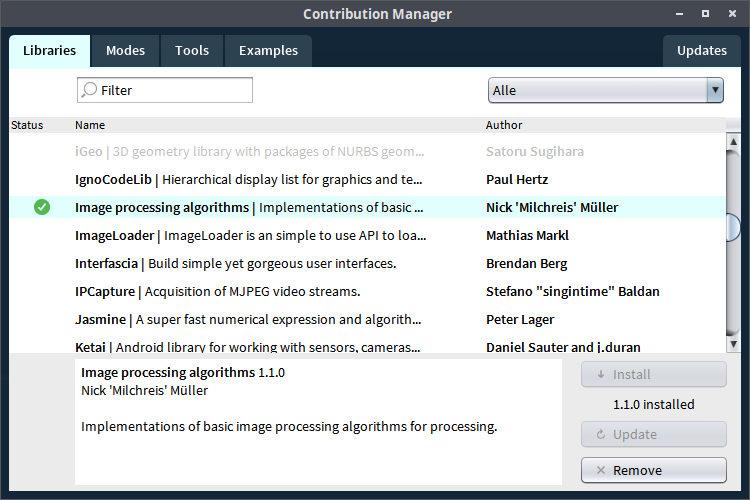 Contribution Manager
Libraries Modes Tools Examples Updates
Filter Alle
Status Name Author
iGeo | 3D geometry library with packages of NURBS geom... Satoru Sugihara
IgnoCodeLib | Hierarchical display list for graphics and te... Paul Hertz
Image processing algorithms | Implementations of basic ... Nick 'Milchreis' Müller
ImageLoader | ImageLoader is an simple to use API to loa... Mathias Markl
Interfascia | Build simple yet gorgeous user interfaces. Brendan Berg
IPCapture | Acquisition of MJPEG video streams. Stefano "singintime" Baldan
Jasmine | A super fast numerical expression and algorith... Peter Lager
Ketai | Android library for working with sensors, cameras... Daniel Sauter and j.duran
Image processing algorithms 1.1.0
Nick 'Milchreis' Müller
Implementations of basic image processing algorithms for processing.
Install
1.1.0 installed
Update
Remove